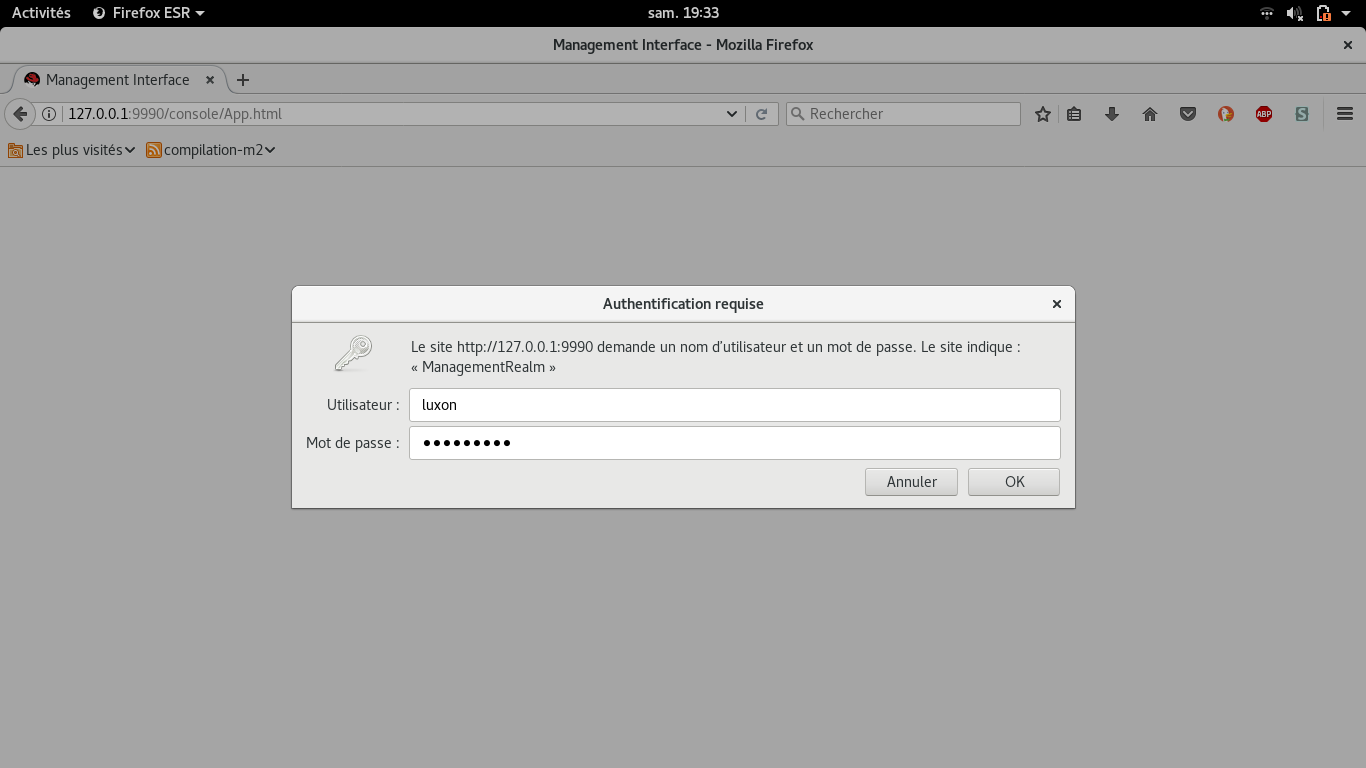 Activités Firefox ESR sam. 19:33
Management Interface - Mozilla Firefox
Management Interface
127.0.0.1:9990/console/App.html Rechercher ABP S
Les plus visités compilation-m2
Authentification requise
Le site http://127.0.0.1:9990 demande un nom d’utilisateur et un mot de passe. Le site indique :
« ManagementRealm »
Utilisateur : luxon
Mot de passe : ●●●●●●●●●
Annuler OK